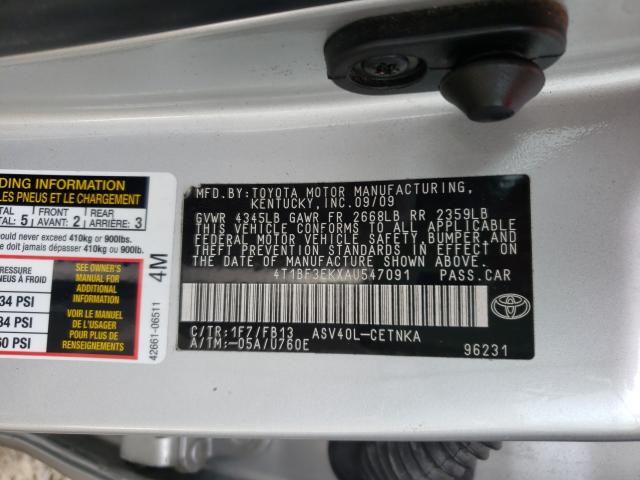 DING INFORMATION
LES PNEUS ET LE CHARGEMENT
TAL 5 FRONT AVANT: 2 REAR ARRIÈRE: 3
ould never exceed 410kg or 900lbs.
e doit jamais dépasser 410kg ou 900lbs.
PRESSURE
PNEUS FROID
34 PSI
34 PSI
60 PSI
SEE OWNER'S
MANUAL FOR
ADDITIONAL
INFORMATION
VOIR LE MANUEL
DE L'USAGER
POUR PLUS DE
RENSEIGNEMENTS
4M
42661-06511
MFD.BY:TOYOTA MOTOR MANUFACTURING,
KENTUCKY, INC.09/09
GVWR 4345LB GAWR FR 2668LB RR 2359LB
THIS VEHICLE CONFORMS TO ALL APPLICABLE
FEDERAL MOTOR VEHICLE SAFETY, BUMPER, AND
THEFT PREVENTION STANDARDS IN EFFECT ON
THE DATE OF MANUFACTURE SHOWN ABOVE.
4T1BF3EKXAU547091 PASS.CAR
C/TR:1F7/FB13 ASV40L-CETNKA
A/TM:-05A/U760E
96231
TOYOTA